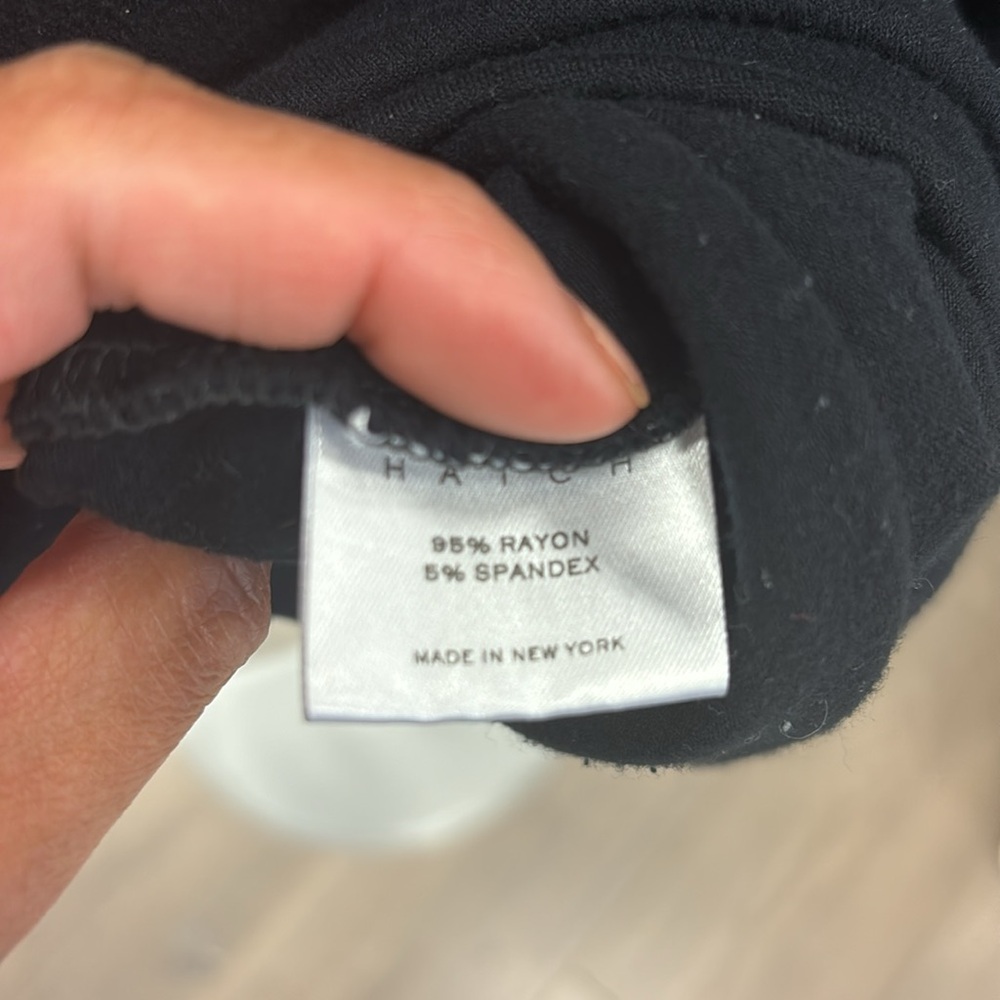 HATCH
95% RAYON
5% SPANDEX
MADE IN NEW YORK